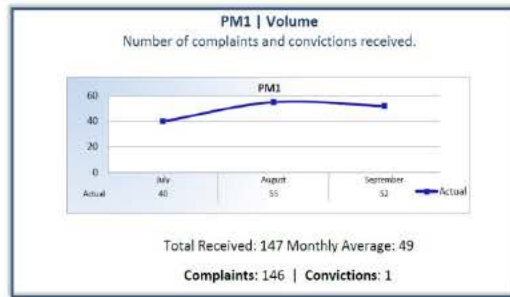 PM1 | Volume
Number of complaints and convictions received.
PM1
60
40
20
0
July August September
Actual 40 55 52
Actual
Total Received: 147 Monthly Average: 49
Complaints: 146 | Convictions: 1